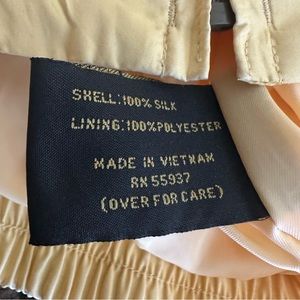 SHELL:100% SILK
LINING:100%POLYESTER
MADE IN VIETNAM
RN 55937
(OVER FOR CARE)